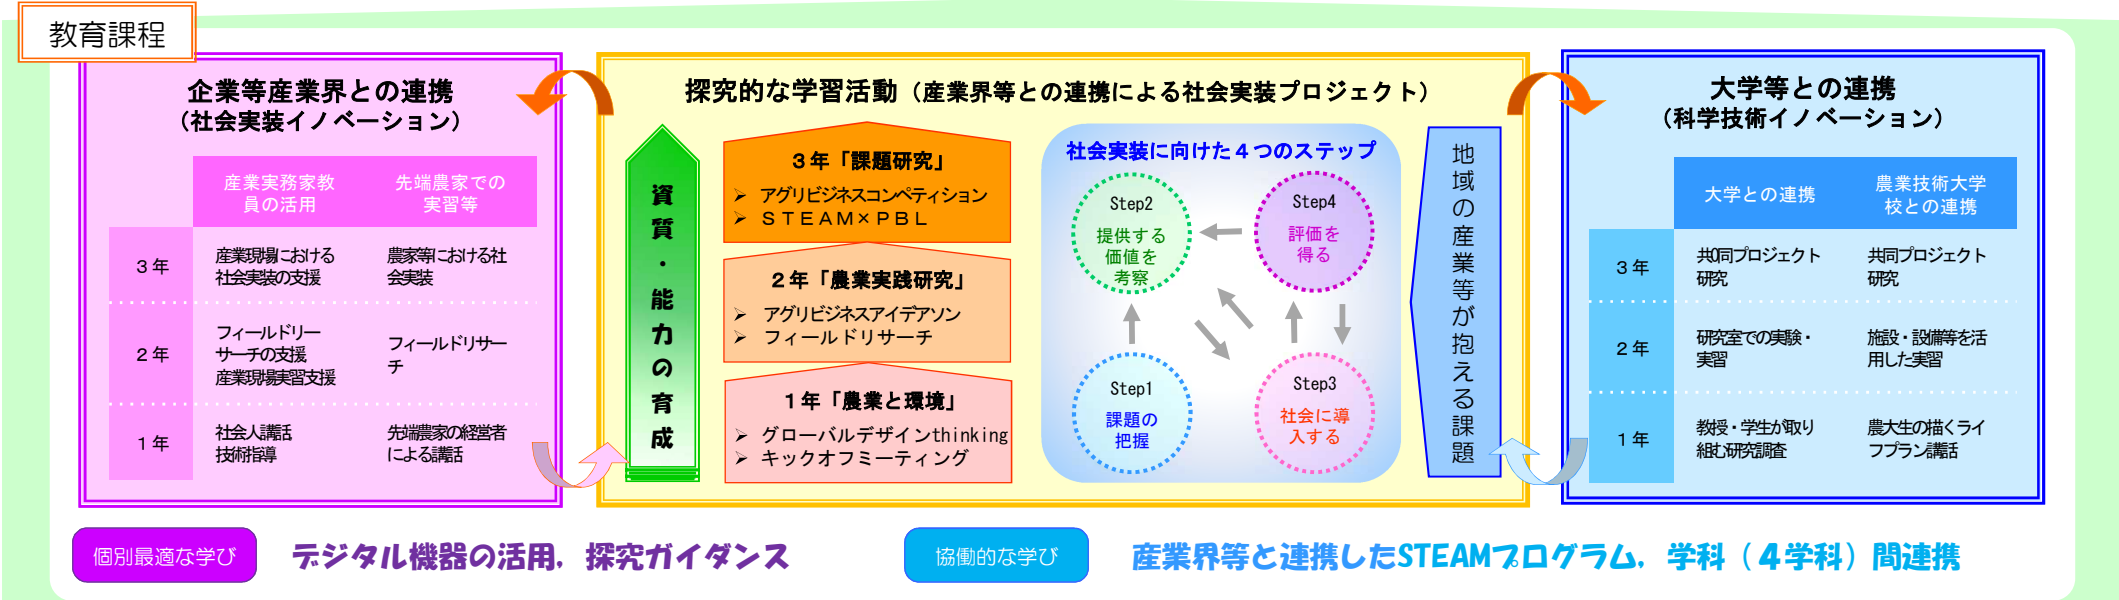 教育課程
企業等産業界との連携
（社会実装イノベーション）
産業実務家教
員の活用
先端農家での
実習等
３年
産業現場における
社会実装の支援
農家等における社
会実装
２年
フィールドリー
サーチの支援
産業現場実習支援
フィールドリサー
チ
１年
社会人講話
技術指導
先端農家の経営者
による講話
探究的な学習活動（産業界等との連携による社会実装プロジェクト）
資質・能力の育成
３年「課題研究」
➢ アグリビジネスコンペティション
➢ ＳＴＥＡＭ×ＰＢＬ
２年「農業実践研究」
➢ アグリビジネスアイデアソン
➢ フィールドリサーチ
１年「農業と環境」
➢ グローバルデザインthinking
➢ キックオフミーティング
社会実装に向けた４つのステップ
Step2
提供する
価値を
考察
Step4
評価を
得る
Step1
課題の
把握
Step3
社会に導
入する
地域の産業等が抱える課題
大学等との連携
（科学技術イノベーション）
大学との連携
農業技術大学
校との連携
３年
共0同プロジェクト
研究
共同プロジェクト
研究
２年
研究室での実験・
実習
施設・設備等を活
用した実習
１年
教授・学生が取り
組む研究調査
農大生の描くライ
フプラン講話
個別最適な学び
デジタル機器の活用，探究ガイダンス
協働的な学び
産業界等と連携したSTEAMプログラム，学科（４学科）間連携